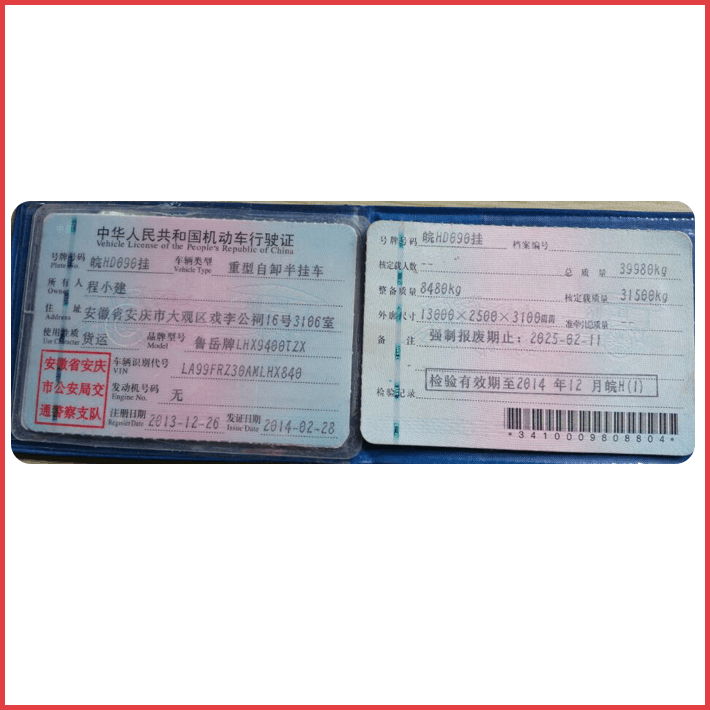 中华人民共和国机动车行驶证
Vehicle License of the People's Republic of China
号牌号码 皖HD090挂 车辆类型 重型自卸半挂车
Plate No. Vehicle Type
所有人 程小建
Owner
住址 安徽省安庆市大观区戏李公祠16号3106室
Address
使用性质 货运 品牌型号 鲁岳牌LHX9400TZX
Use Character Model
安徽省安庆
市公安局交
通警察支队
车辆识别代号 LA99FRZ30AMLHX840
VIN
发动机号码 无
Engine No.
注册日期 2013-12-26 发证日期 2014-02-28
Register Date Issue Date
号牌号码 皖HD090挂 档案编号
核定载人数 -- 总质量 39980kg
整备质量 8480kg 核定载质量 31500kg
外廓尺寸 13000×2500×3100 准牵引总质量 --
备注 强制报废期止：2025-02-11
检验记录 检验有效期至2014年12月皖H(1)
*3410009808804*